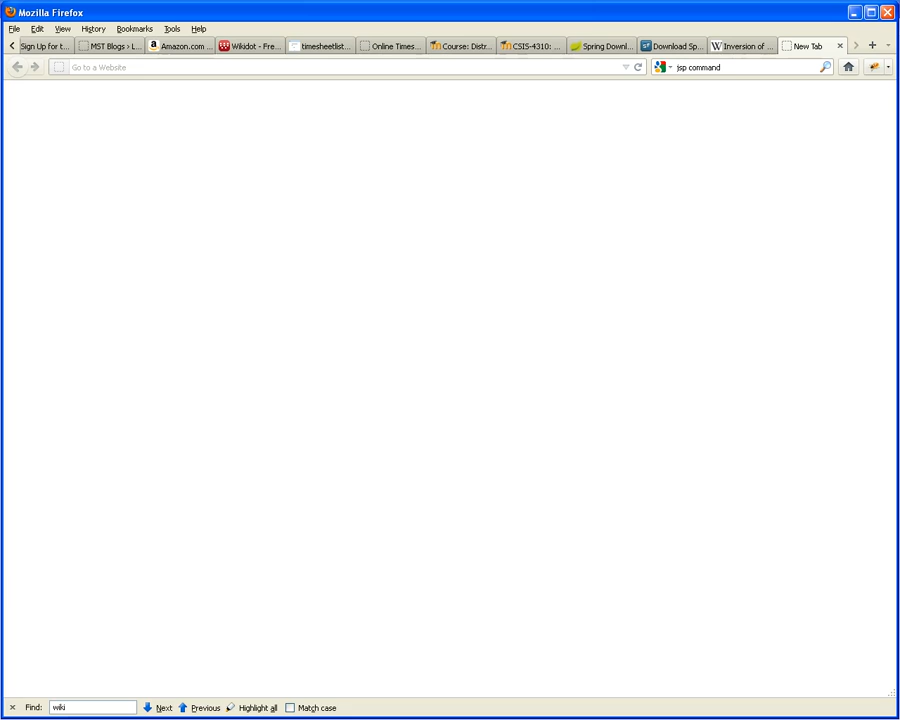 Mozilla Firefox
File Edit View History Bookmarks Tools Help
Sign Up for t... MST Blogs › L... Amazon.com ... Wikidot - Fre... timesheetlist... Online Times... Course: Distr... CSIS-4310: ... Spring Downl... Download Sp... Inversion of ... New Tab
Go to a Website jsp command
Find: wiki Next Previous Highlight all Match case